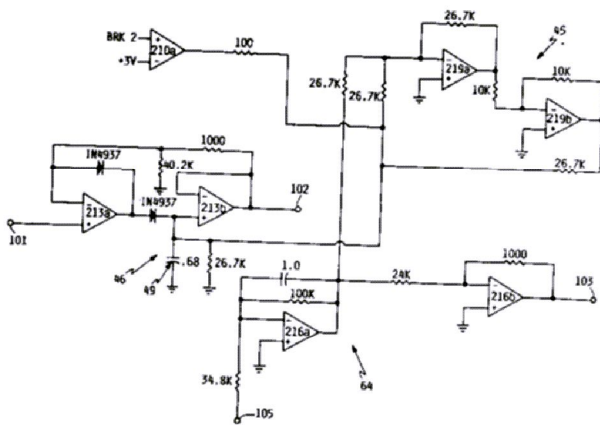 BRK 2
+3V
210a
100
26.7K
45
219a
26.7K
26.7K
10K
10K
219b
1N4937
1000
40.2K
1N4937
213a
213b
102
26.7K
101
.68
26.7K
46
49
1.0
24K
1000
103
100K
216b
216a
34.8K
64
105